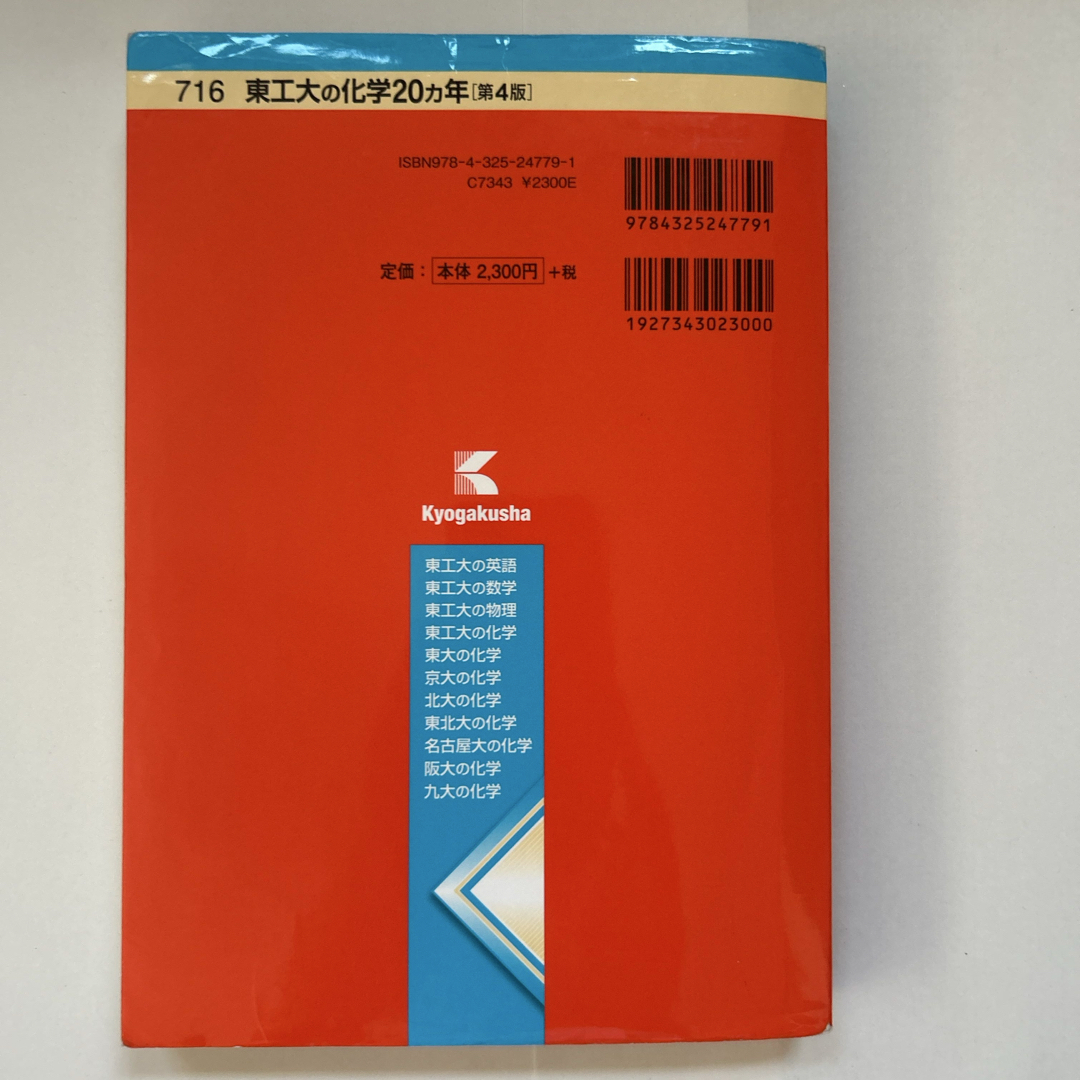 716 東工大の化学20カ年[第4版]
ISBN978-4-325-24779-1
C7343 ¥2300E
9784325247791
定価: 本体 2,300円 +税
1927343023000
Kyogakusha
東工大の英語
東工大の数学
東工大の物理
東工大の化学
東大の化学
京大の化学
北大の化学
東北大の化学
名古屋大の化学
阪大の化学
九大の化学